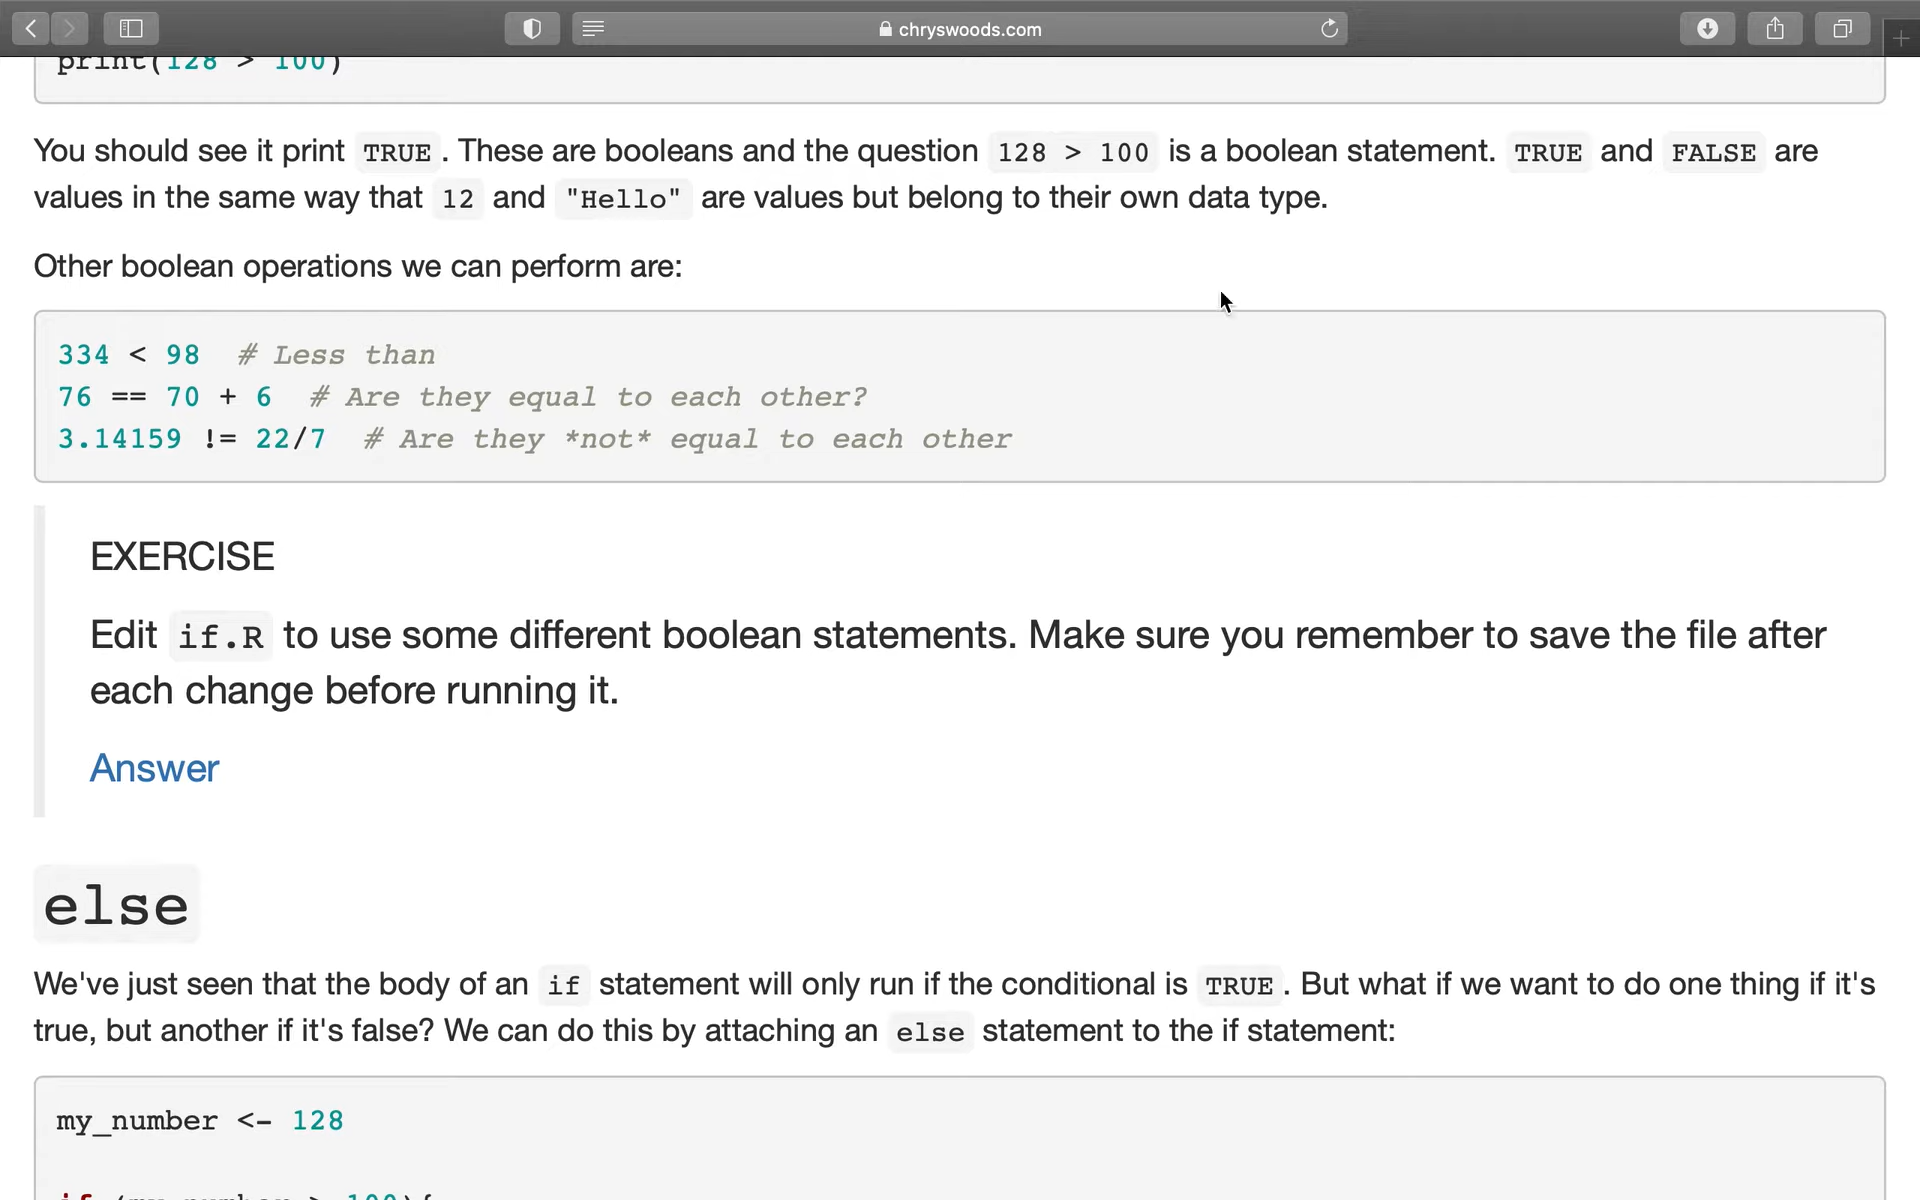 chryswoods.com
print(128 > 100)
You should see it print TRUE. These are booleans and the question 128 > 100 is a boolean statement. TRUE and FALSE are
values in the same way that 12 and "Hello" are values but belong to their own data type.
Other boolean operations we can perform are:
334 < 98  # Less than
76 == 70 + 6  # Are they equal to each other?
3.14159 != 22/7  # Are they *not* equal to each other
EXERCISE
Edit if.R to use some different boolean statements. Make sure you remember to save the file after
each change before running it.
Answer
else
We've just seen that the body of an if statement will only run if the conditional is TRUE. But what if we want to do one thing if it's
true, but another if it's false? We can do this by attaching an else statement to the if statement:
my_number <- 128
if (my_number > 100){